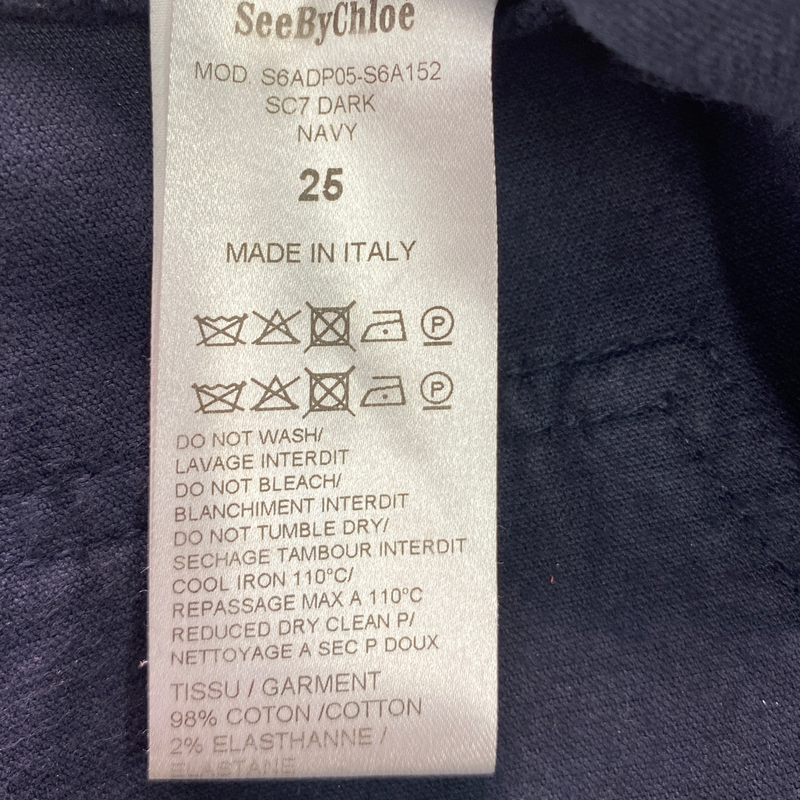 SeeByChloe
MOD. S6ADP05-S6A152
SC7 DARK
NAVY
25
MADE IN ITALY
P
P
DO NOT WASH/
LAVAGE INTERDIT
DO NOT BLEACH/
BLANCHIMENT INTERDIT
DO NOT TUMBLE DRY/
SECHAGE TAMBOUR INTERDIT
COOL IRON 110°C/
REPASSAGE MAX A 110°C
REDUCED DRY CLEAN P/
NETTOYAGE A SEC P DOUX
TISSU / GARMENT
98% COTON /COTTON
2% ELASTHANNE /
ELASTANE